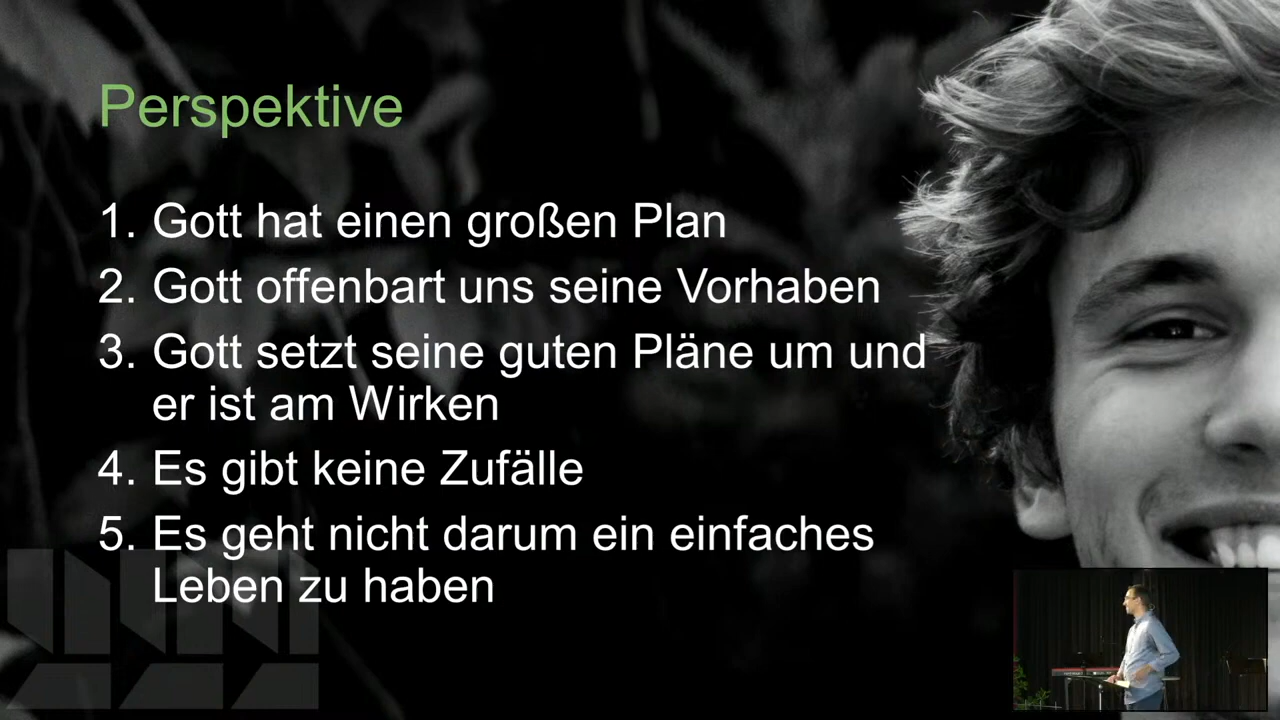 Perspektive
1. Gott hat einen großen Plan
2. Gott offenbart uns seine Vorhaben
3. Gott setzt seine guten Pläne um und
er ist am Wirken
4. Es gibt keine Zufälle
5. Es geht nicht darum ein einfaches
Leben zu haben